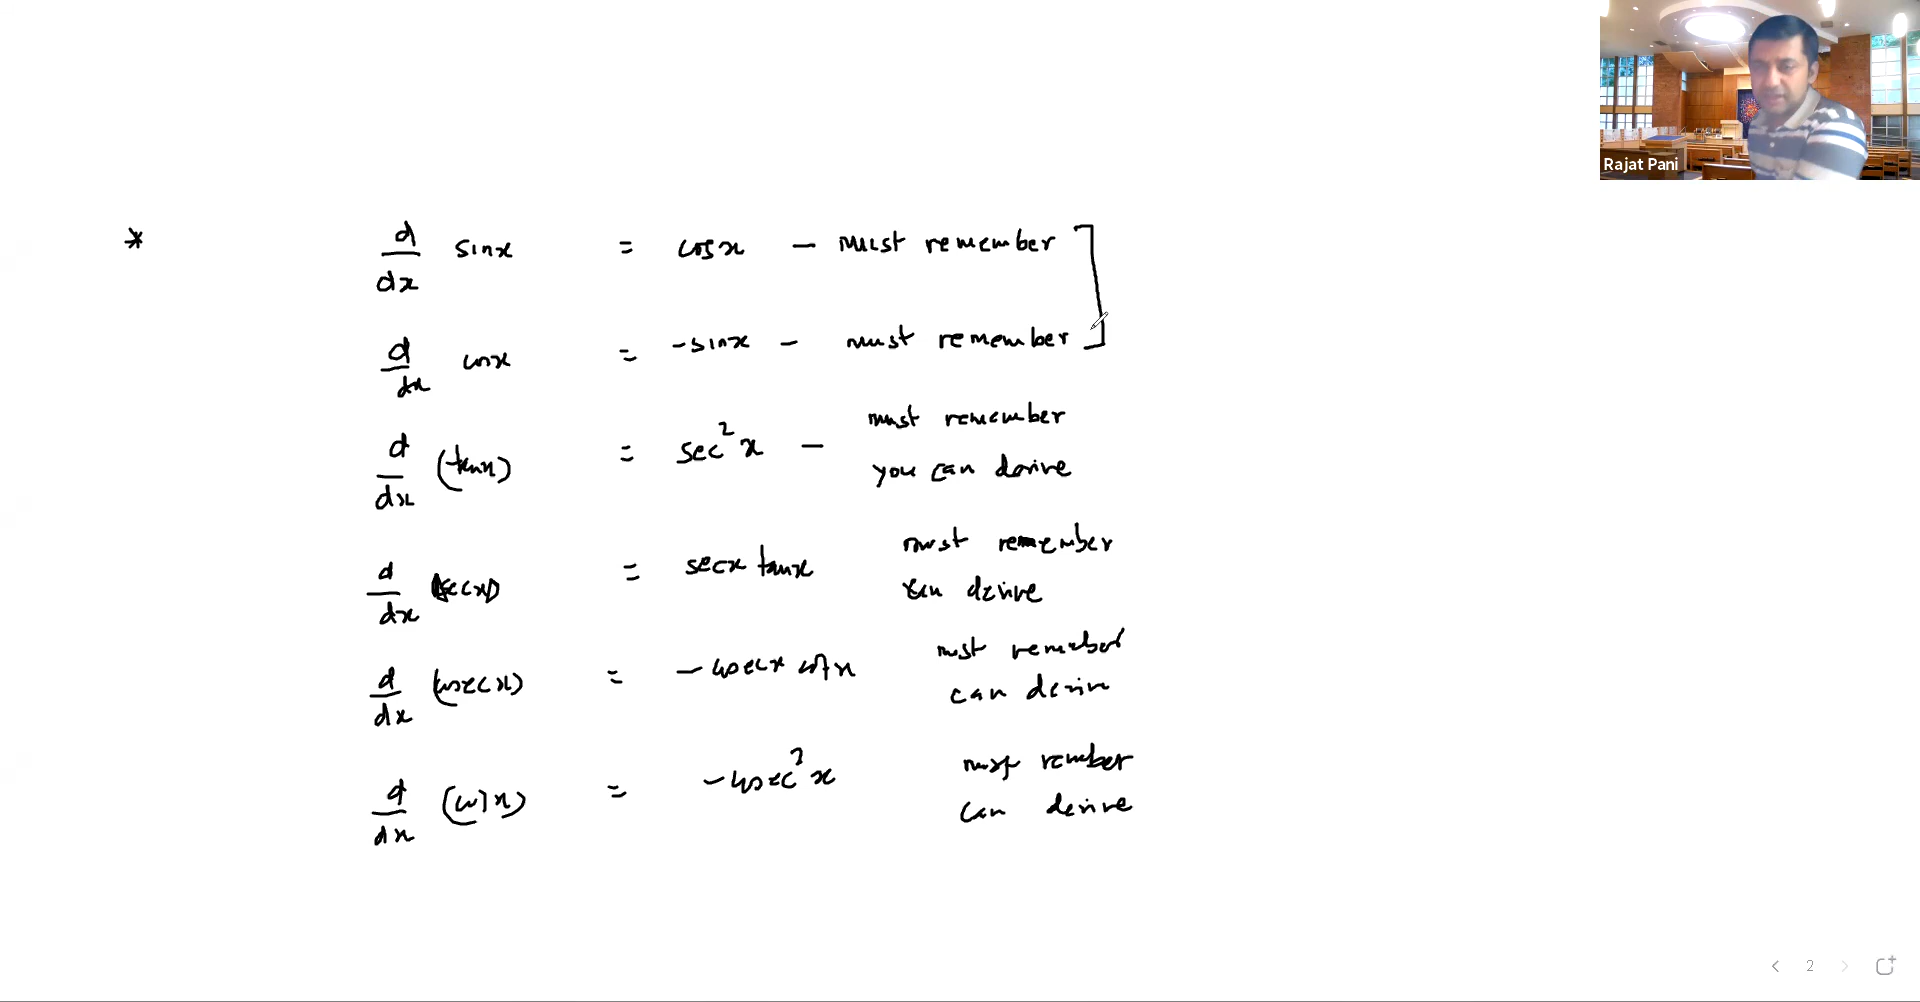 Rajat Pani
* d/dx sinx = cosx - must remember
d/dx cosx = -sinx - must remember
d/dx (tanx) = sec²x - must remember
you can derive
d/dx (secx) = secx tanx must remember
can derive
d/dx (cosecx) = -cosecx cotx must remember
can derive
d/dx (cotx) = -cosec²x must remember
can derive
2